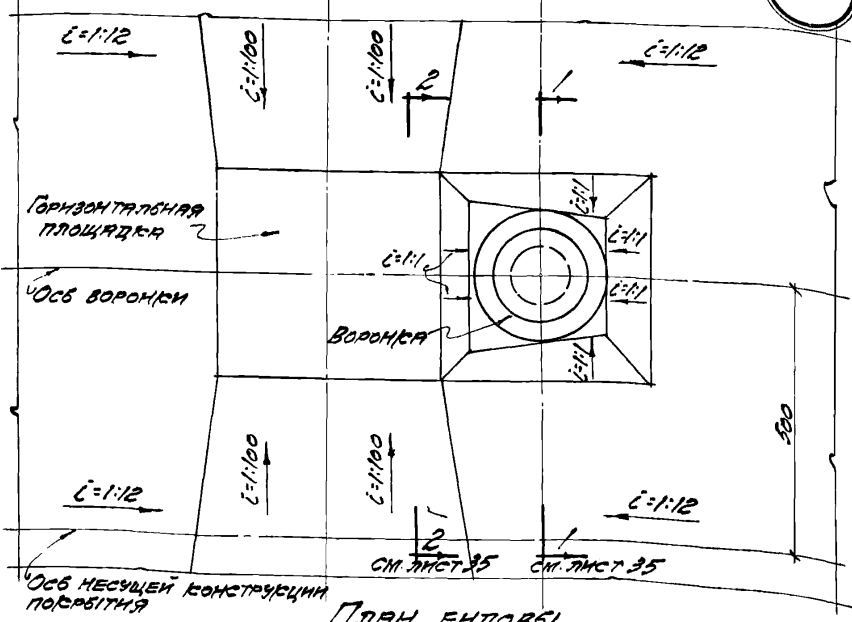 i=1:12
i=1:100
i=1:100
i=1:12
2
1
Горизонтальная
площадка
i=1:1
i=1:1
i=1:1
i=1:1
Ось воронки
Воронка
i=1:1
500
i=1:100
i=1:100
i=1:12
i=1:12
2
1
см. лист 35
см. лист 35
Ось несущей конструкции
покрытия
План ендовы